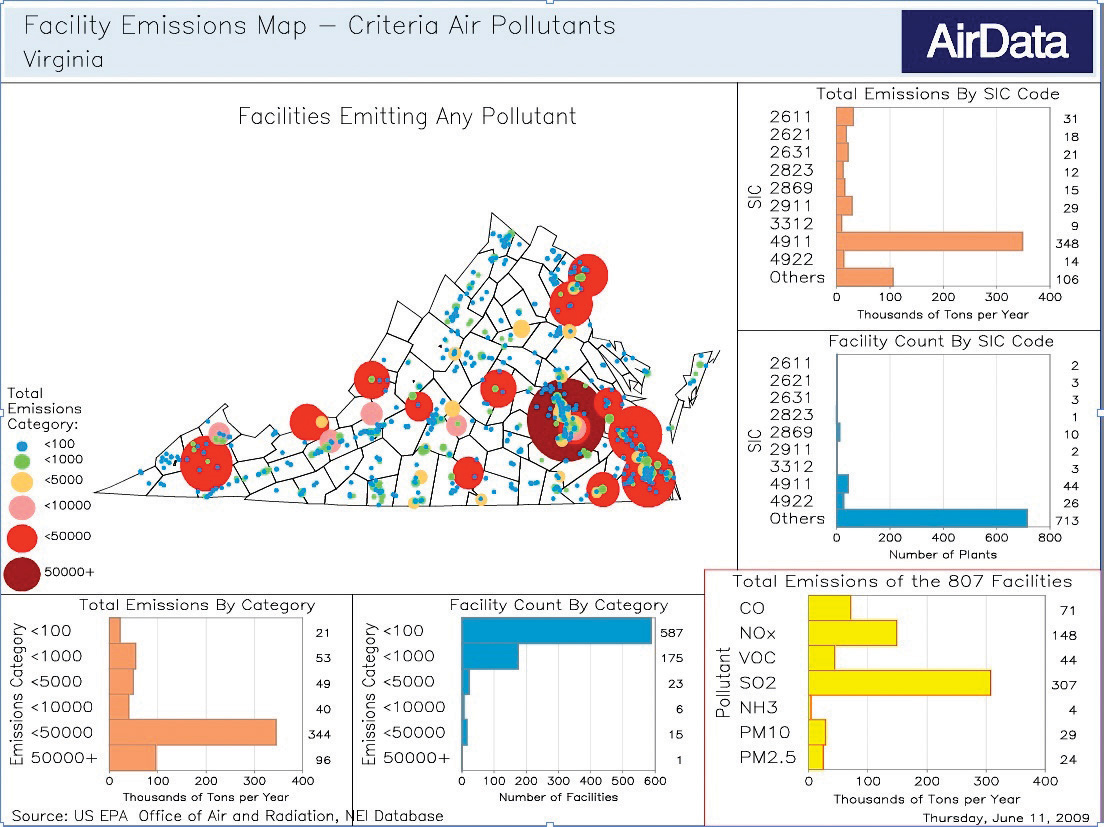 Facility Emissions Map – Criteria Air Pollutants
Virginia
AirData
Facilities Emitting Any Pollutant
Total
Emissions
Category:
<100
<1000
<5000
<10000
<50000
50000+
Total Emissions By SIC Code
SIC
2611 31
2621 18
2631 21
2823 12
2869 15
2911 29
3312 9
4911 348
4922 14
Others 106
0 100 200 300 400
Thousands of Tons per Year
Facility Count By SIC Code
SIC
2611 2
2621 3
2631 3
2823 1
2869 10
2911 2
3312 3
4911 44
4922 26
Others 713
0 200 400 600 800
Number of Plants
Total Emissions By Category
Emissions Category
<100 21
<1000 53
<5000 49
<10000 40
<50000 344
50000+ 96
0 100 200 300 400
Thousands of Tons per Year
Facility Count By Category
Emissions Category
<100 587
<1000 175
<5000 23
<10000 6
<50000 15
50000+ 1
0 100 200 300 400 500 600
Number of Facilities
Total Emissions of the 807 Facilities
Pollutant
CO 71
NOx 148
VOC 44
SO2 307
NH3 4
PM10 29
PM2.5 24
0 100 200 300 400
Thousands of Tons per Year
Source: US EPA Office of Air and Radiation, NEI Database
Thursday, June 11, 2009